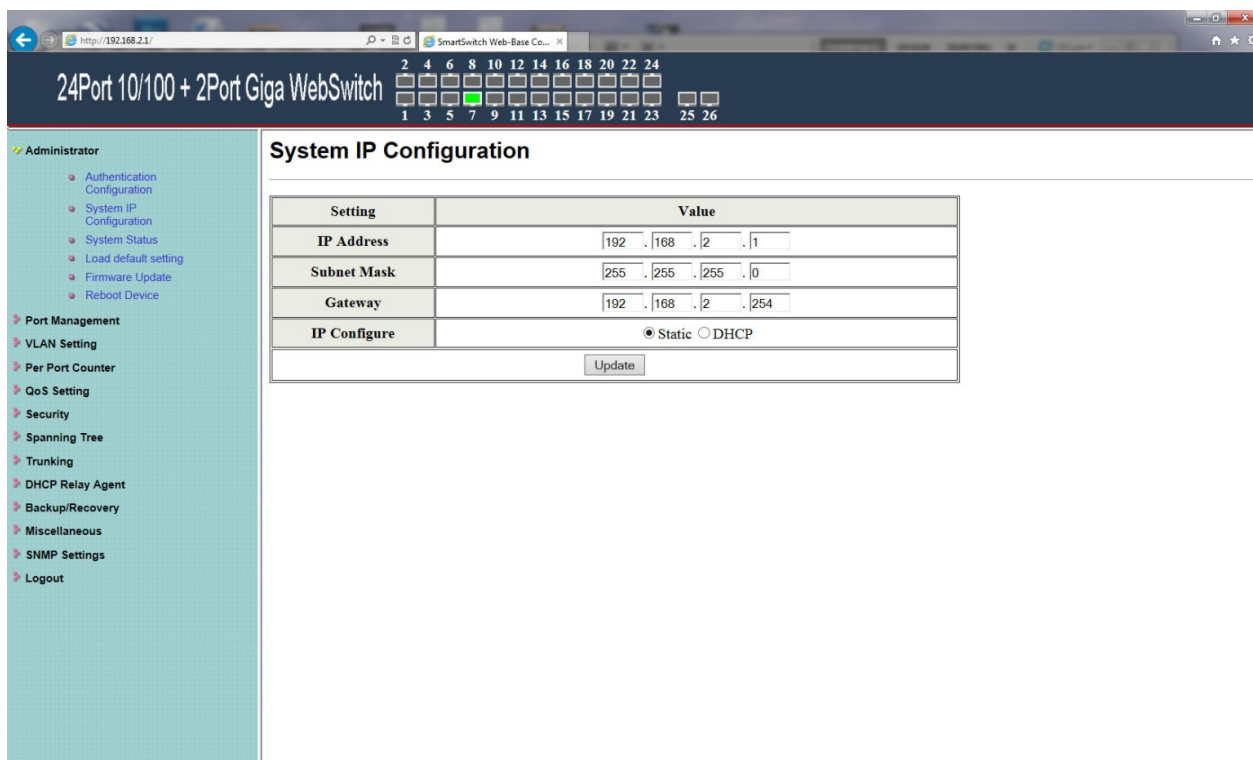 http://192.168.2.1/
SmartSwitch Web-Base Co...
24Port 10/100 + 2Port Giga WebSwitch
2 4 6 8 10 12 14 16 18 20 22 24
1 3 5 7 9 11 13 15 17 19 21 23 25 26
Administrator
Authentication
Configuration
System IP
Configuration
System Status
Load default setting
Firmware Update
Reboot Device
Port Management
VLAN Setting
Per Port Counter
QoS Setting
Security
Spanning Tree
Trunking
DHCP Relay Agent
Backup/Recovery
Miscellaneous
SNMP Settings
Logout
System IP Configuration
Setting Value
IP Address 192 . 168 . 2 . 1
Subnet Mask 255 . 255 . 255 . 0
Gateway 192 . 168 . 2 . 254
IP Configure Static DHCP
Update